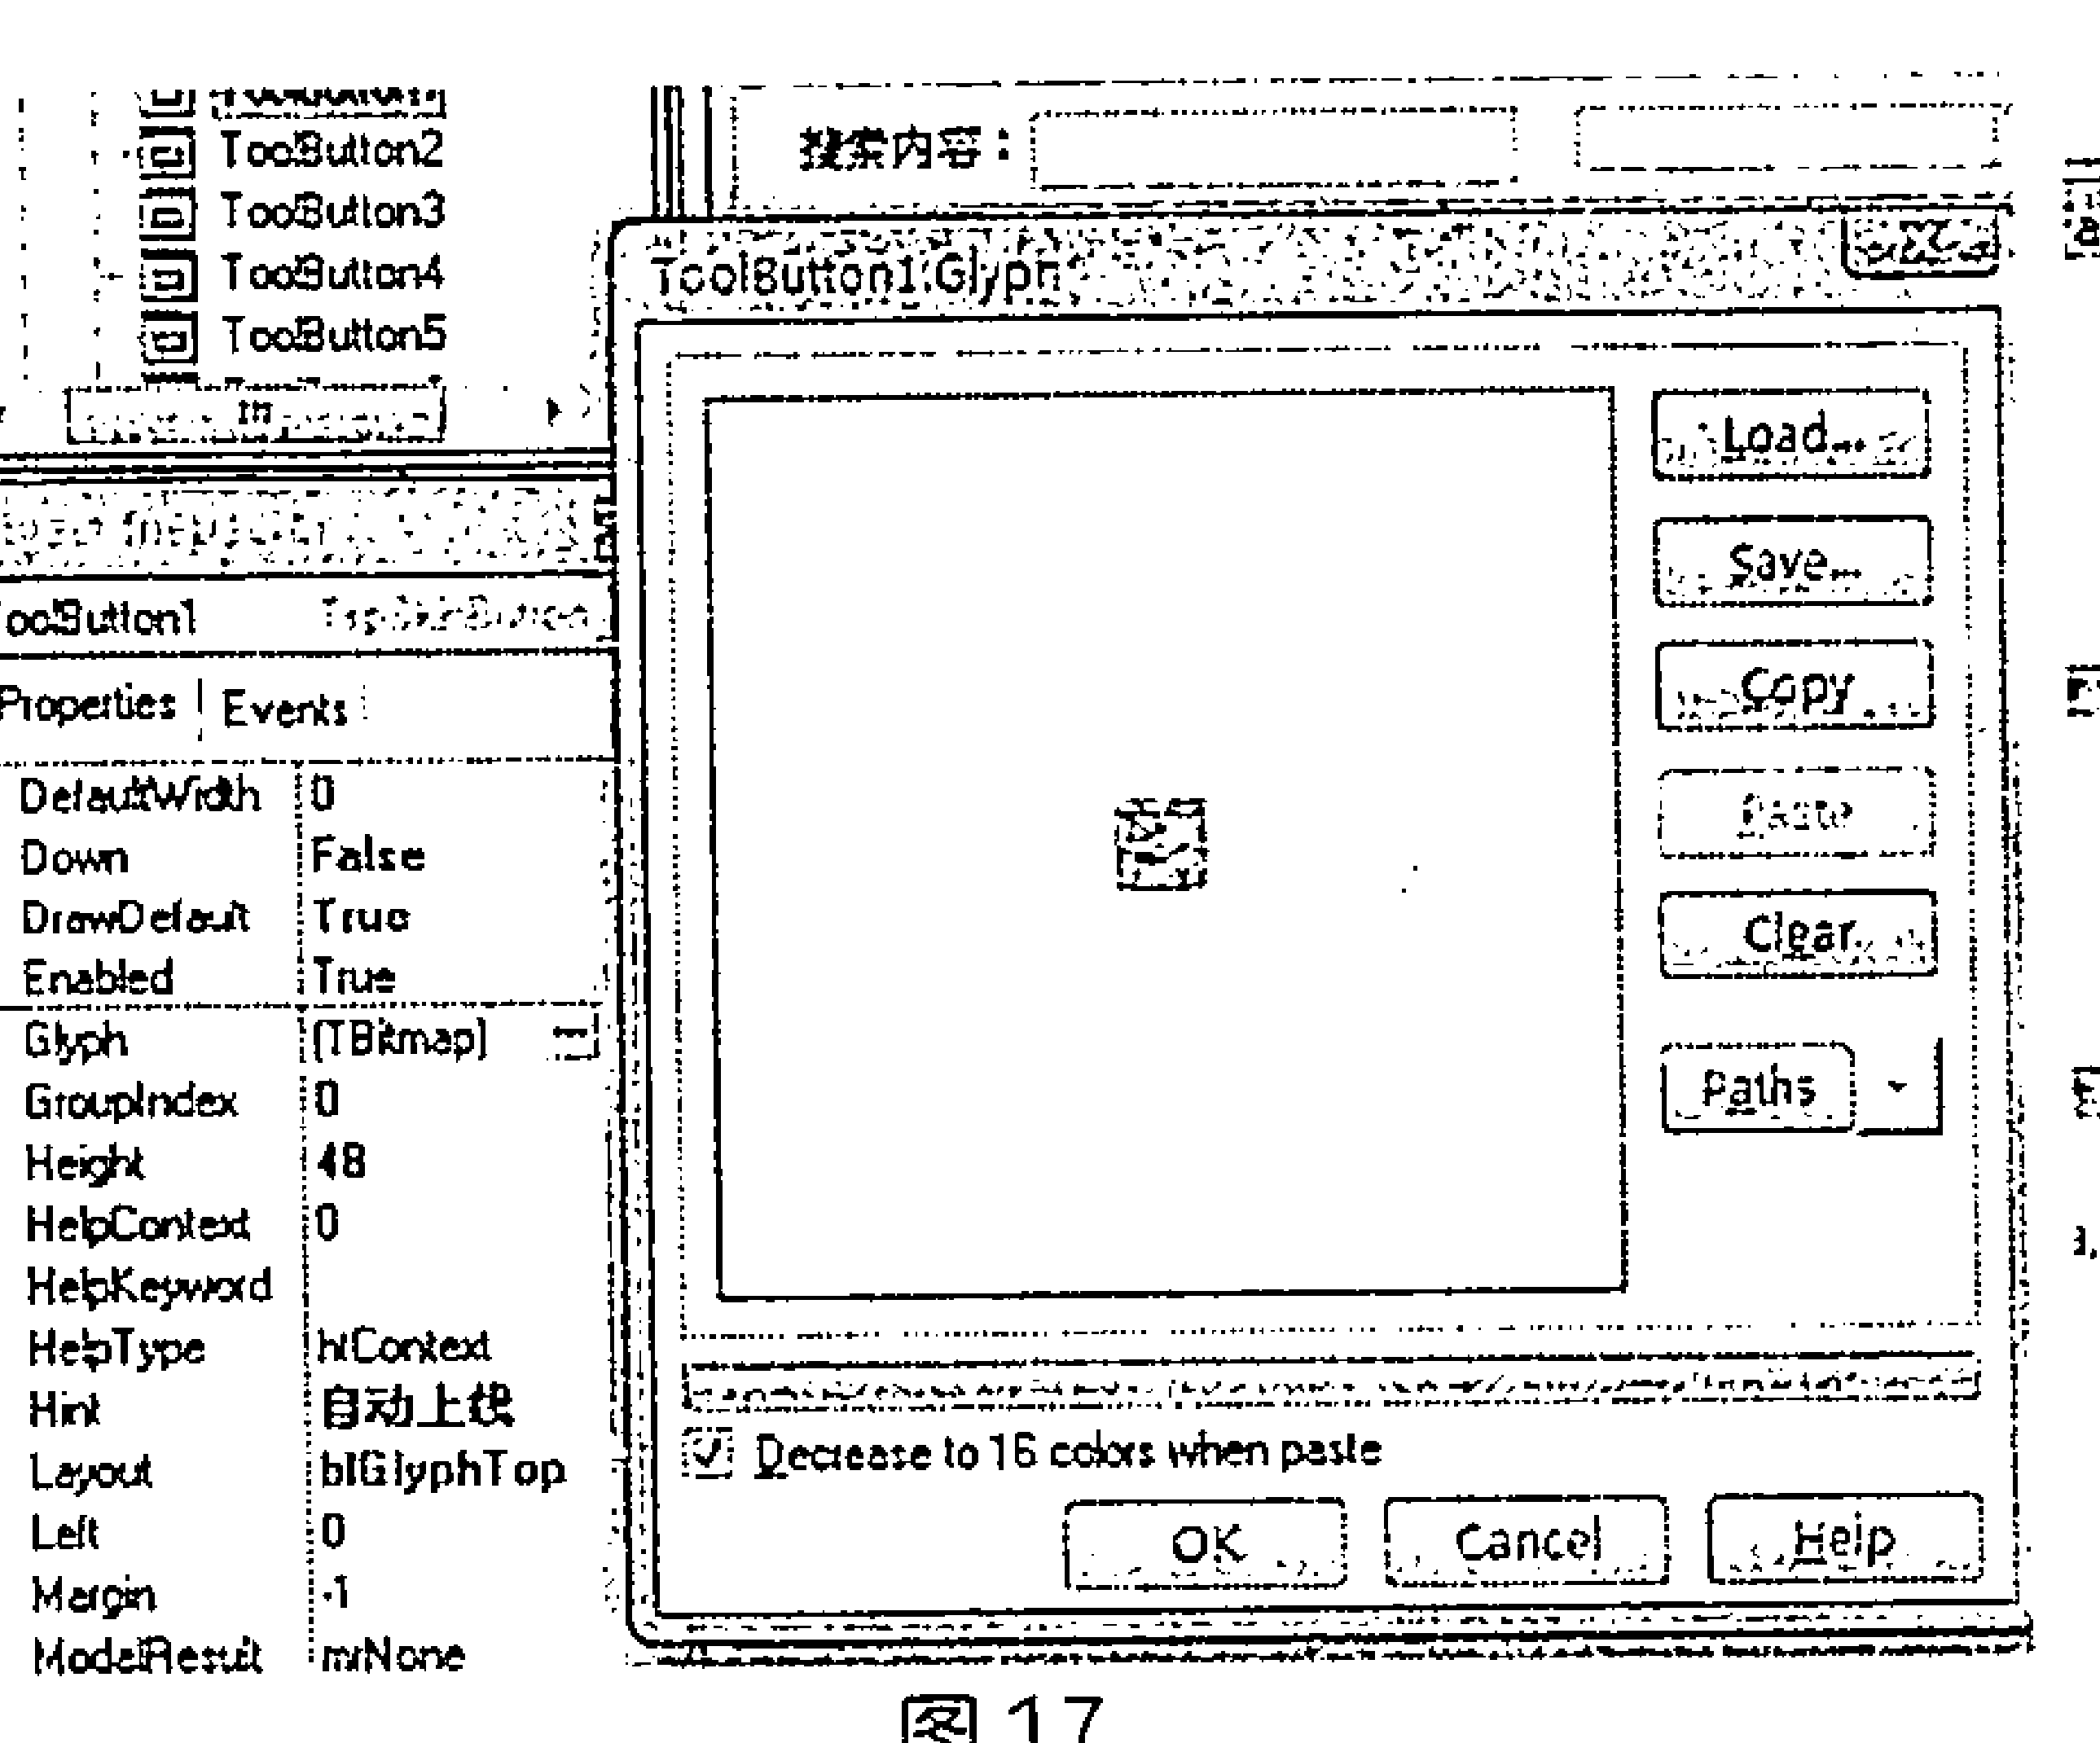 ToolButton2
ToolButton3
ToolButton4
ToolButton5
搜索内容：
ToolButton1.Glyph
ToolButton1
Properties
Events
DefaultWidth 0
Down False
DrawDefault True
Enabled True
Glyph (TBitmap)
GroupIndex 0
Height 48
HelpContext 0
HelpKeyword
HelpType htContext
Hint 自动上线
Layout blGlyphTop
Left 0
Margin -1
ModalResult mrNone
Load...
Save...
Copy
Paste
Clear
Paths
Decrease to 16 colors when paste
OK
Cancel
Help
图 17